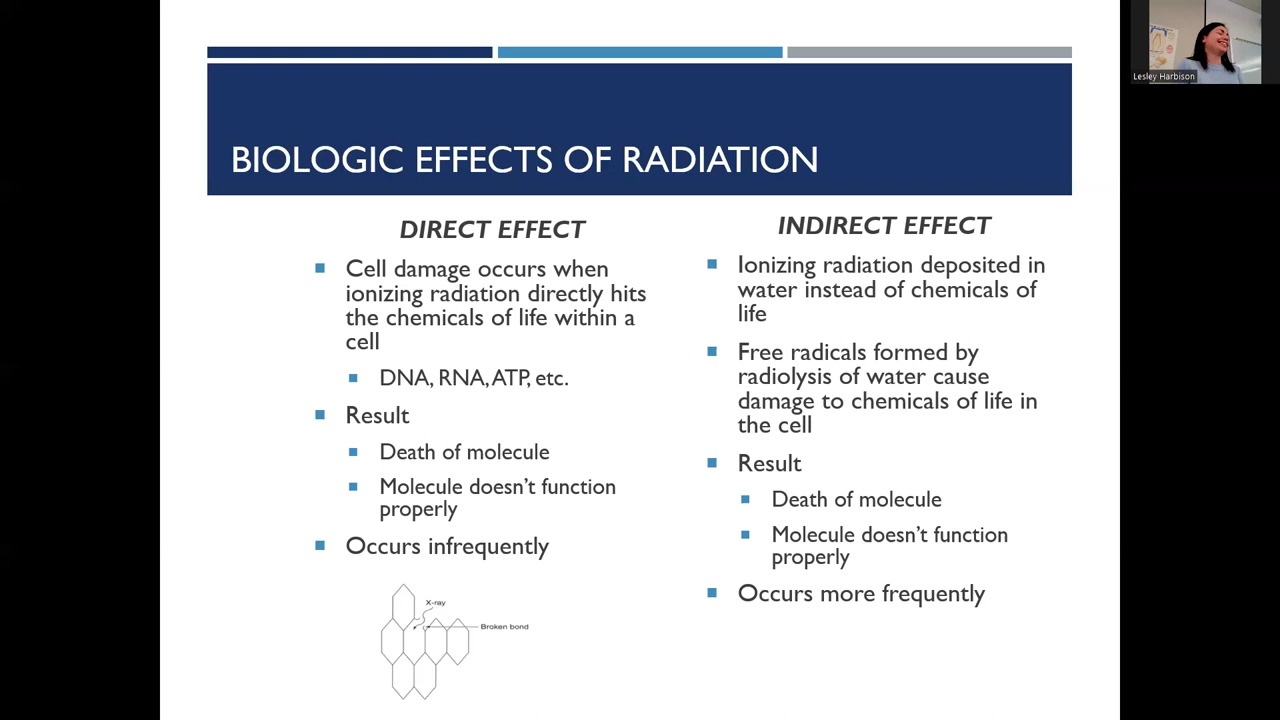 Lesley Harbison
BIOLOGIC EFFECTS OF RADIATION
DIRECT EFFECT
Cell damage occurs when
ionizing radiation directly hits
the chemicals of life within a
cell
DNA, RNA, ATP, etc.
Result
Death of molecule
Molecule doesn't function
properly
Occurs infrequently
X-ray
Broken bond
INDIRECT EFFECT
Ionizing radiation deposited in
water instead of chemicals of
life
Free radicals formed by
radiolysis of water cause
damage to chemicals of life in
the cell
Result
Death of molecule
Molecule doesn't function
properly
Occurs more frequently